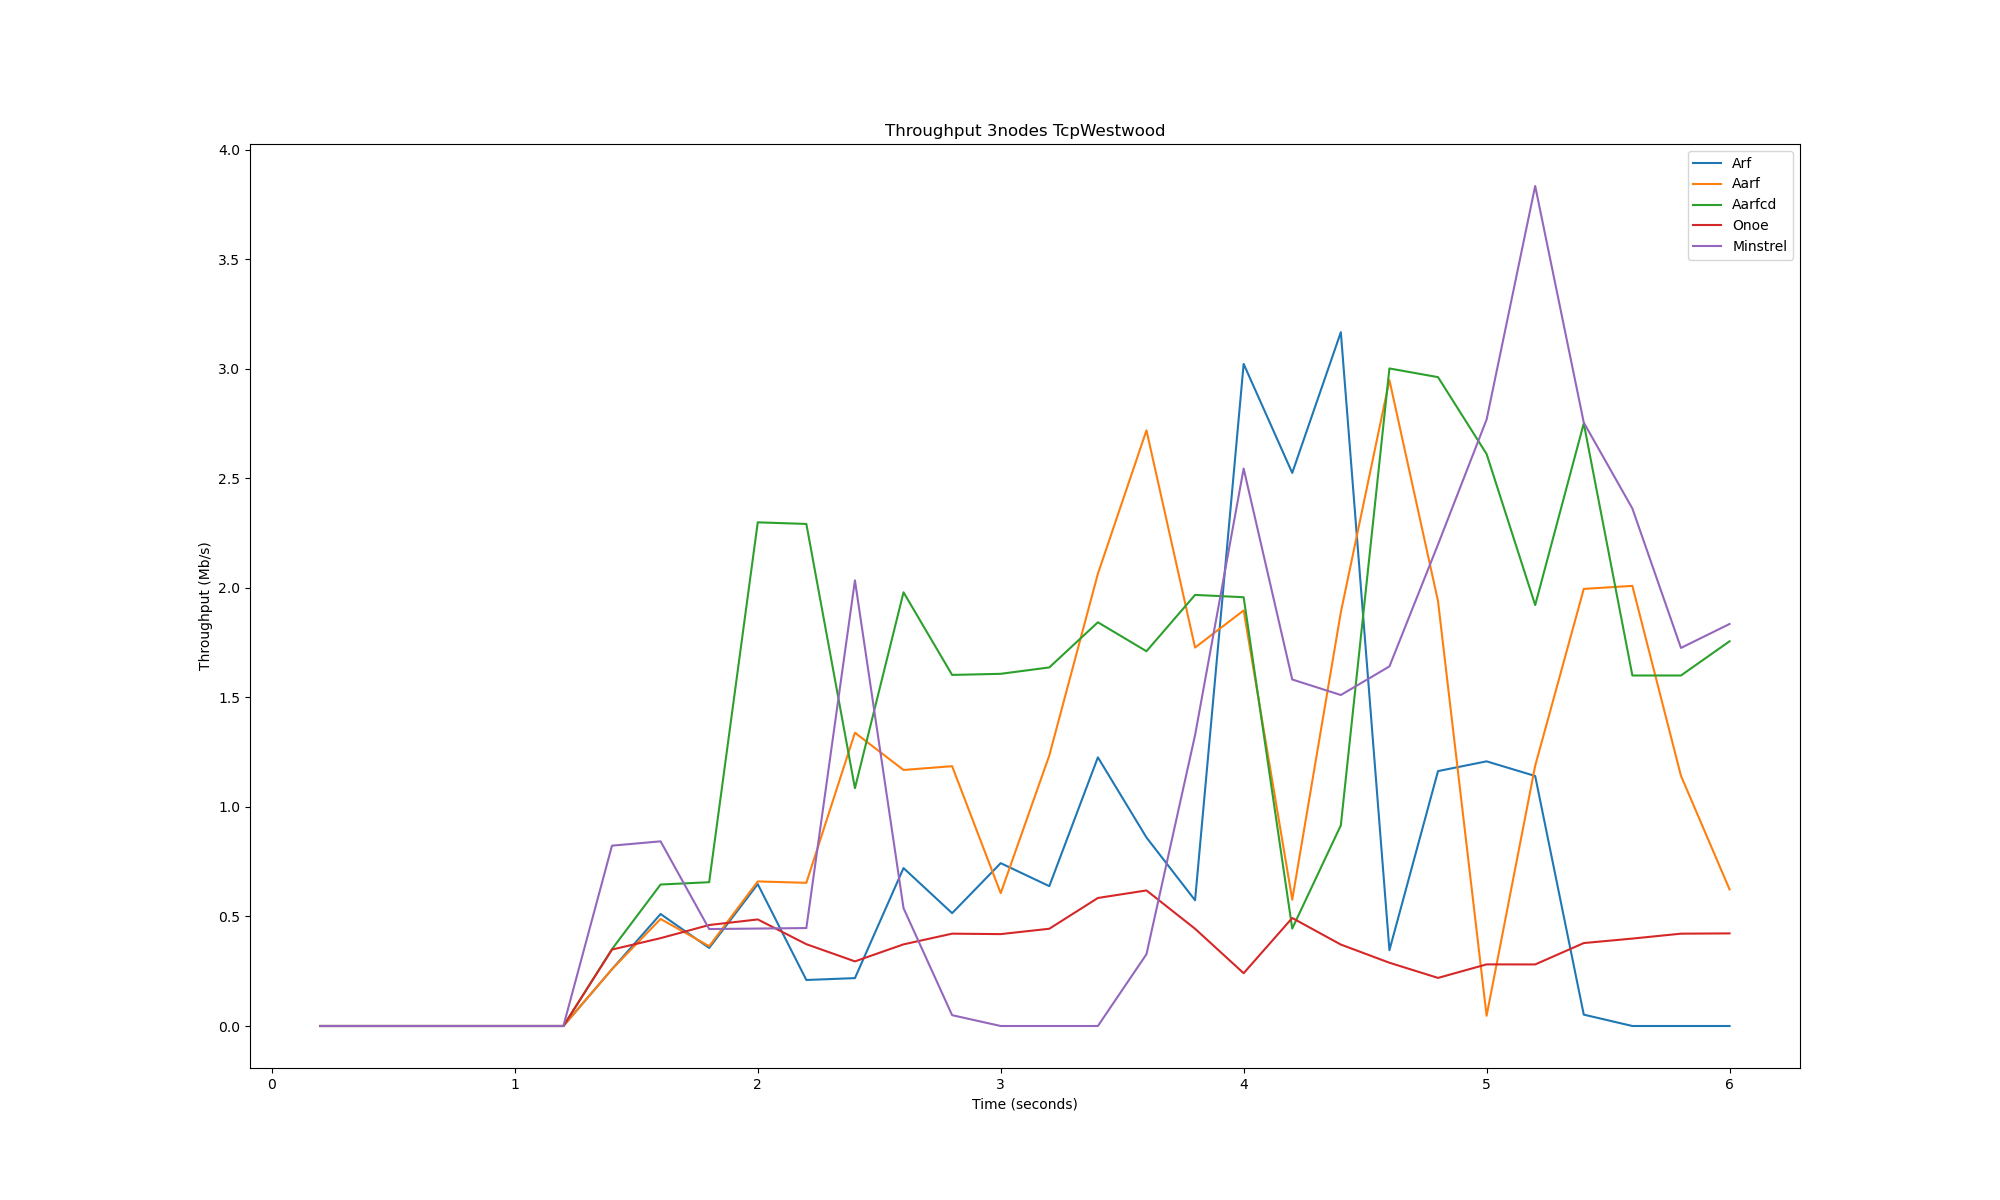 Throughput 3nodes TcpWestwood
4.0
3.5
3.0
2.5
2.0
1.5
1.0
0.5
0.0
Throughput (Mb/s)
Arf
Aarf
Aarfcd
Onoe
Minstrel
0 1 2 3 4 5 6
Time (seconds)